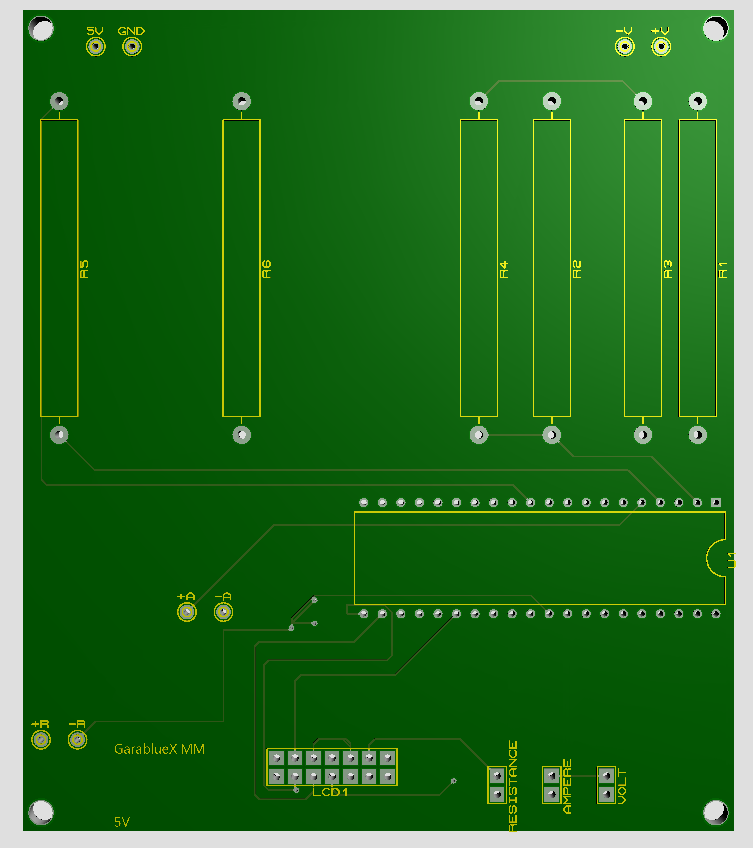 5V GND -V +V
R5 R6 R4 R2 R3 R1
U1
+A -A
+R -R
GarablueX MM
LCD1
RESISTANCE
AMPERE
VOLT
5V